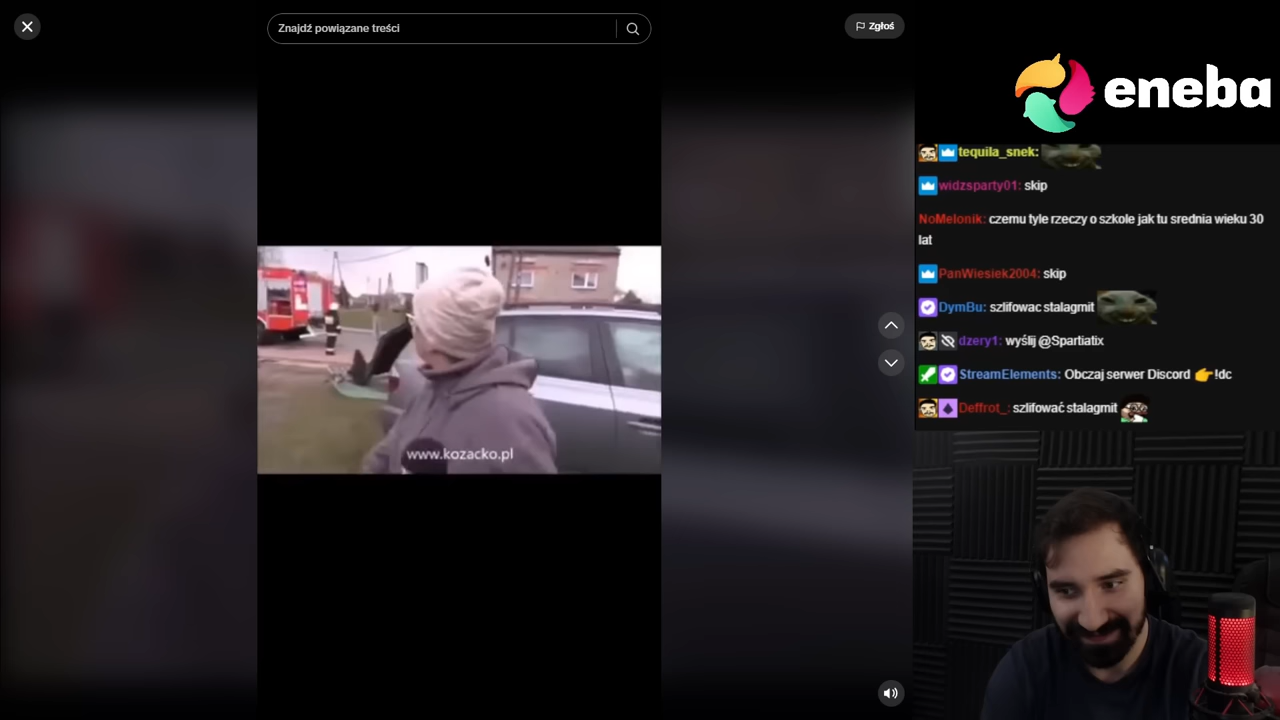 Znajdź powiązane treści
Zgłoś
eneba
tequila_snek:
widzsparty01: skip
NoMelonik: czemu tyle rzeczy o szkole jak tu srednia wieku 30
lat
PanWiesiek2004: skip
DymBu: szlifowac stalagmit
dzery1: wyślij @Spartiatix
StreamElements: Obczaj serwer Discord 👉!dc
Deffrot_: szlifować stalagmit
www.kozacko.pl